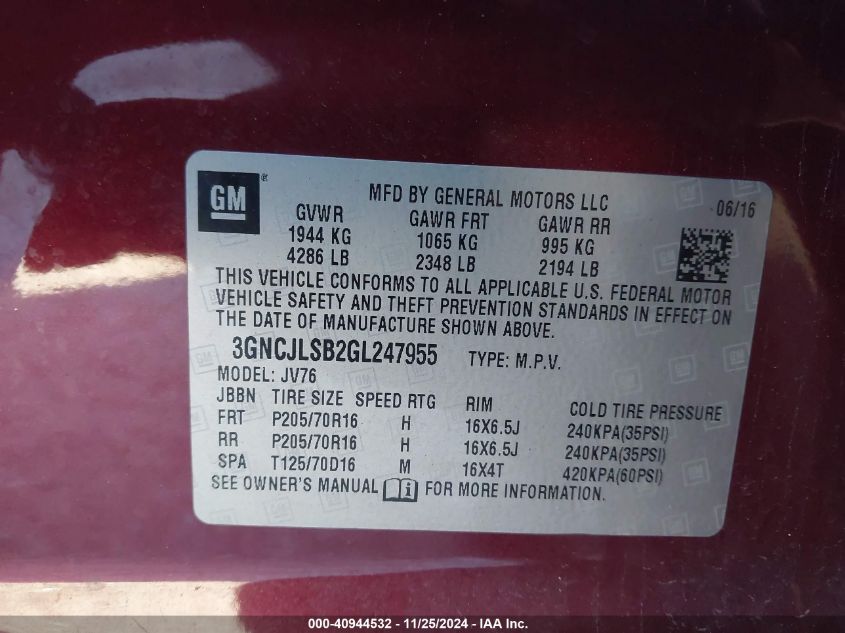 GM ®
MFD BY GENERAL MOTORS LLC
06/16
GVWR GAWR FRT GAWR RR
1944 KG 1065 KG 995 KG
4286 LB 2348 LB 2194 LB
THIS VEHICLE CONFORMS TO ALL APPLICABLE U.S. FEDERAL MOTOR
VEHICLE SAFETY AND THEFT PREVENTION STANDARDS IN EFFECT ON
THE DATE OF MANUFACTURE SHOWN ABOVE.
3GNCJLSB2GL247955 TYPE: M.P.V.
MODEL: JV76
JBBN TIRE SIZE SPEED RTG RIM COLD TIRE PRESSURE
FRT P205/70R16 H 16X6.5J 240KPA(35PSI)
RR P205/70R16 H 16X6.5J 240KPA(35PSI)
SPA T125/70D16 M 16X4T 420KPA(60PSI)
SEE OWNER'S MANUAL FOR MORE INFORMATION.
000-40944532 - 11/25/2024 - IAA Inc.